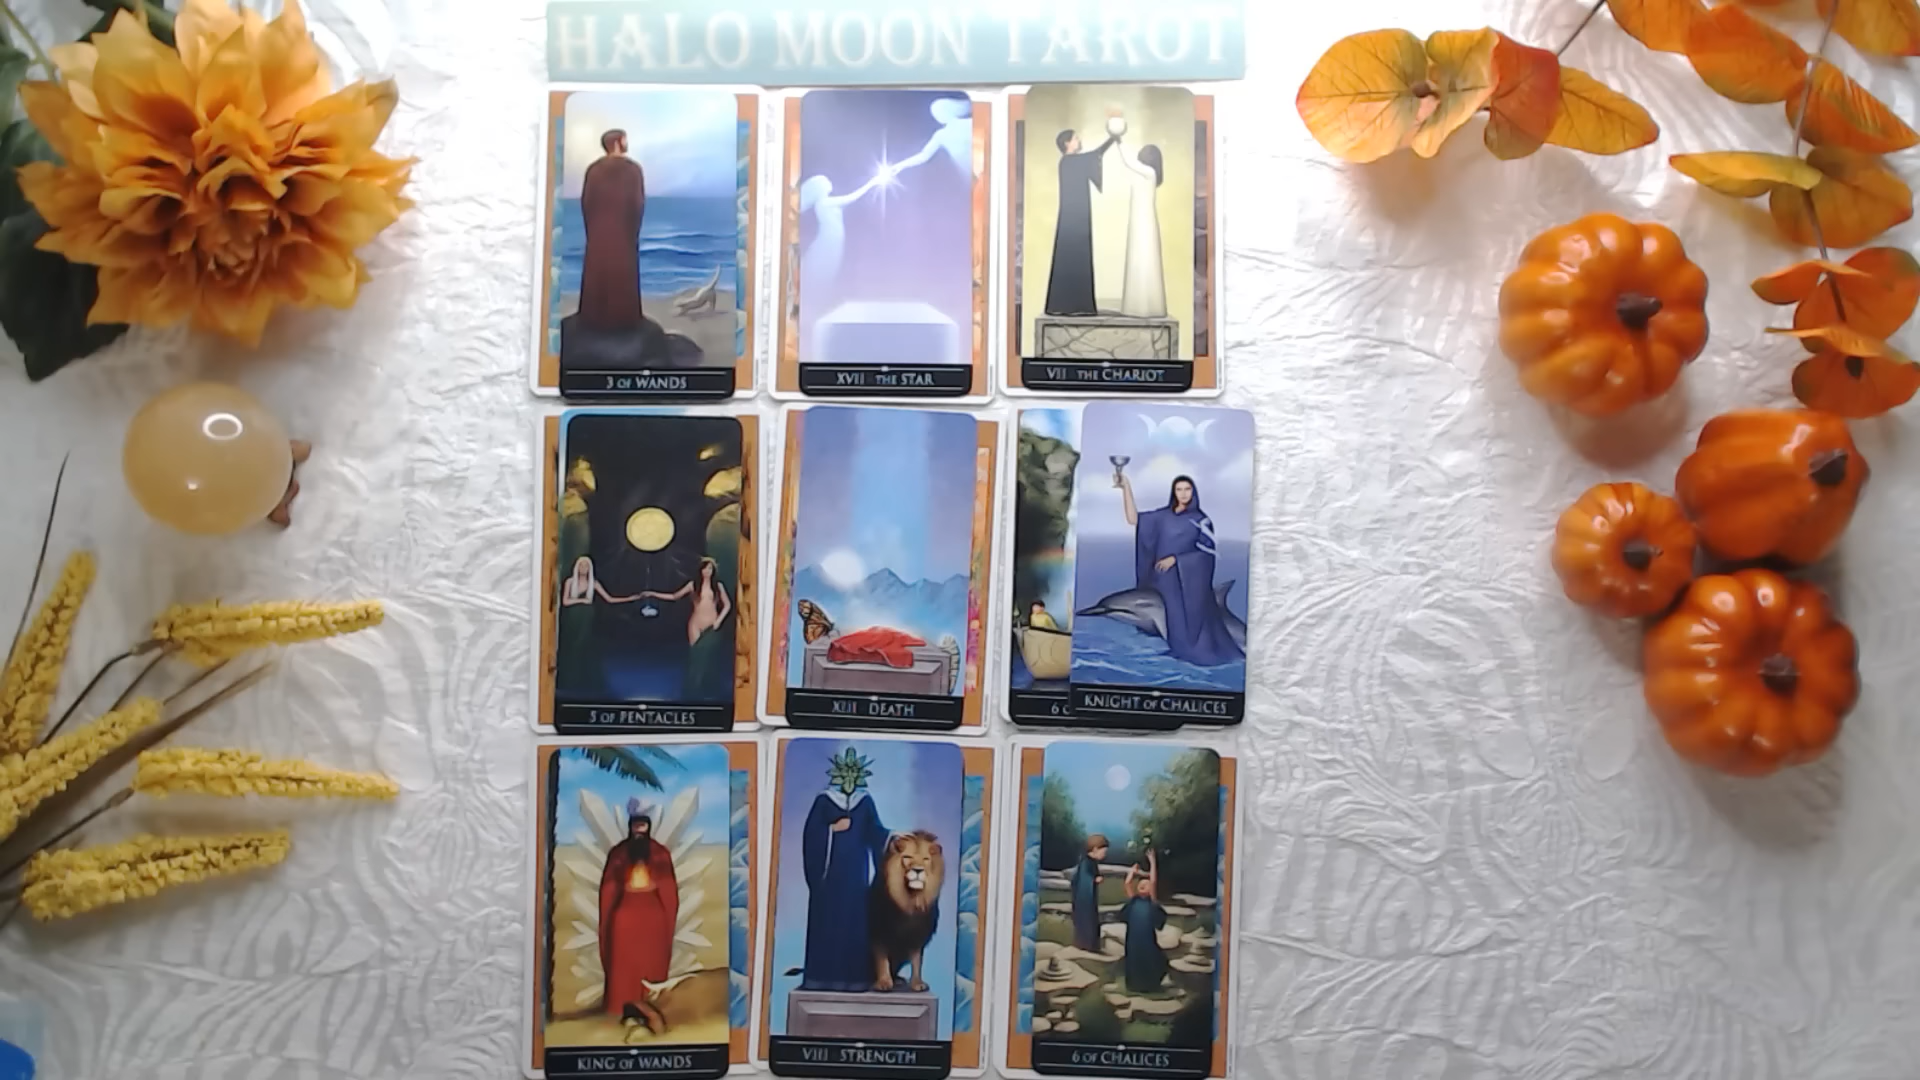 HALO MOON TAROT
3 OF WANDS
XVII THE STAR
VII THE CHARIOT
5 OF PENTACLES
XIII DEATH
6
KNIGHT OF CHALICES
KING OF WANDS
VIII STRENGTH
6 OF CHALICES